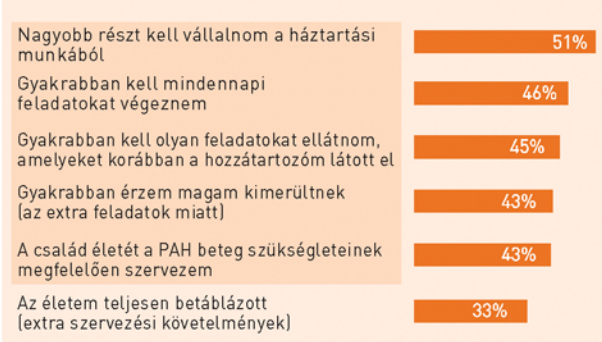 Nagyobb részt kell vállalnom a háztartási
munkából
51%
Gyakrabban kell mindennapi
feladatokat végeznem
46%
Gyakrabban kell olyan feladatokat ellátnom,
amelyeket korábban a hozzátartozóm látott el
45%
Gyakrabban érzem magam kimerültnek
(az extra feladatok miatt)
43%
A család életét a PAH beteg szükségleteinek
megfelelően szervezem
43%
Az életem teljesen betáblázott
(extra szervezési követelmények)
33%